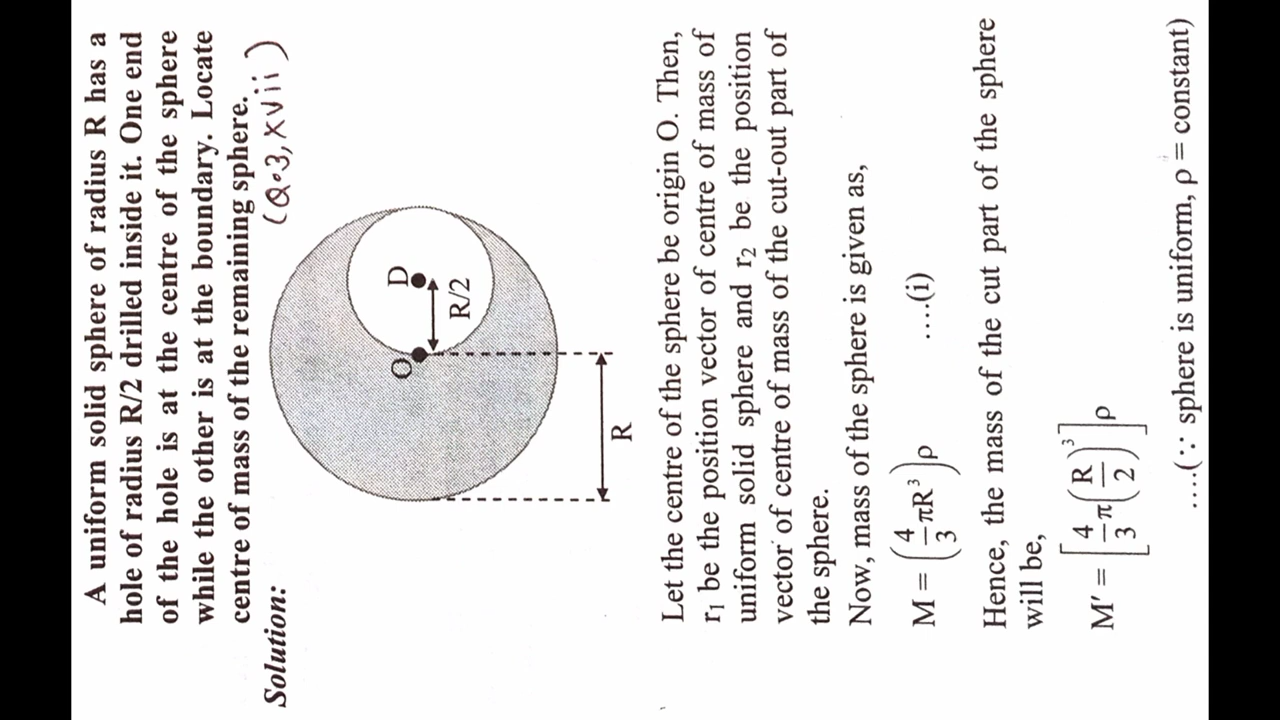 A uniform solid sphere of radius R has a
hole of radius R/2 drilled inside it. One end
of the hole is at the centre of the sphere
while the other is at the boundary. Locate
centre of mass of the remaining sphere.
(Q.3, xvii)
Solution:
O
D
R/2
R
Let the centre of the sphere be origin O. Then,
r₁ be the position vector of centre of mass of
uniform solid sphere and r₂ be the position
vector of centre of mass of the cut-out part of
the sphere.
Now, mass of the sphere is given as,
M = (4/3 πR³)ρ ....(i)
Hence, the mass of the cut part of the sphere
will be,
M′ = [4/3 π(R/2)³]ρ
....(∵ sphere is uniform, ρ = constant)